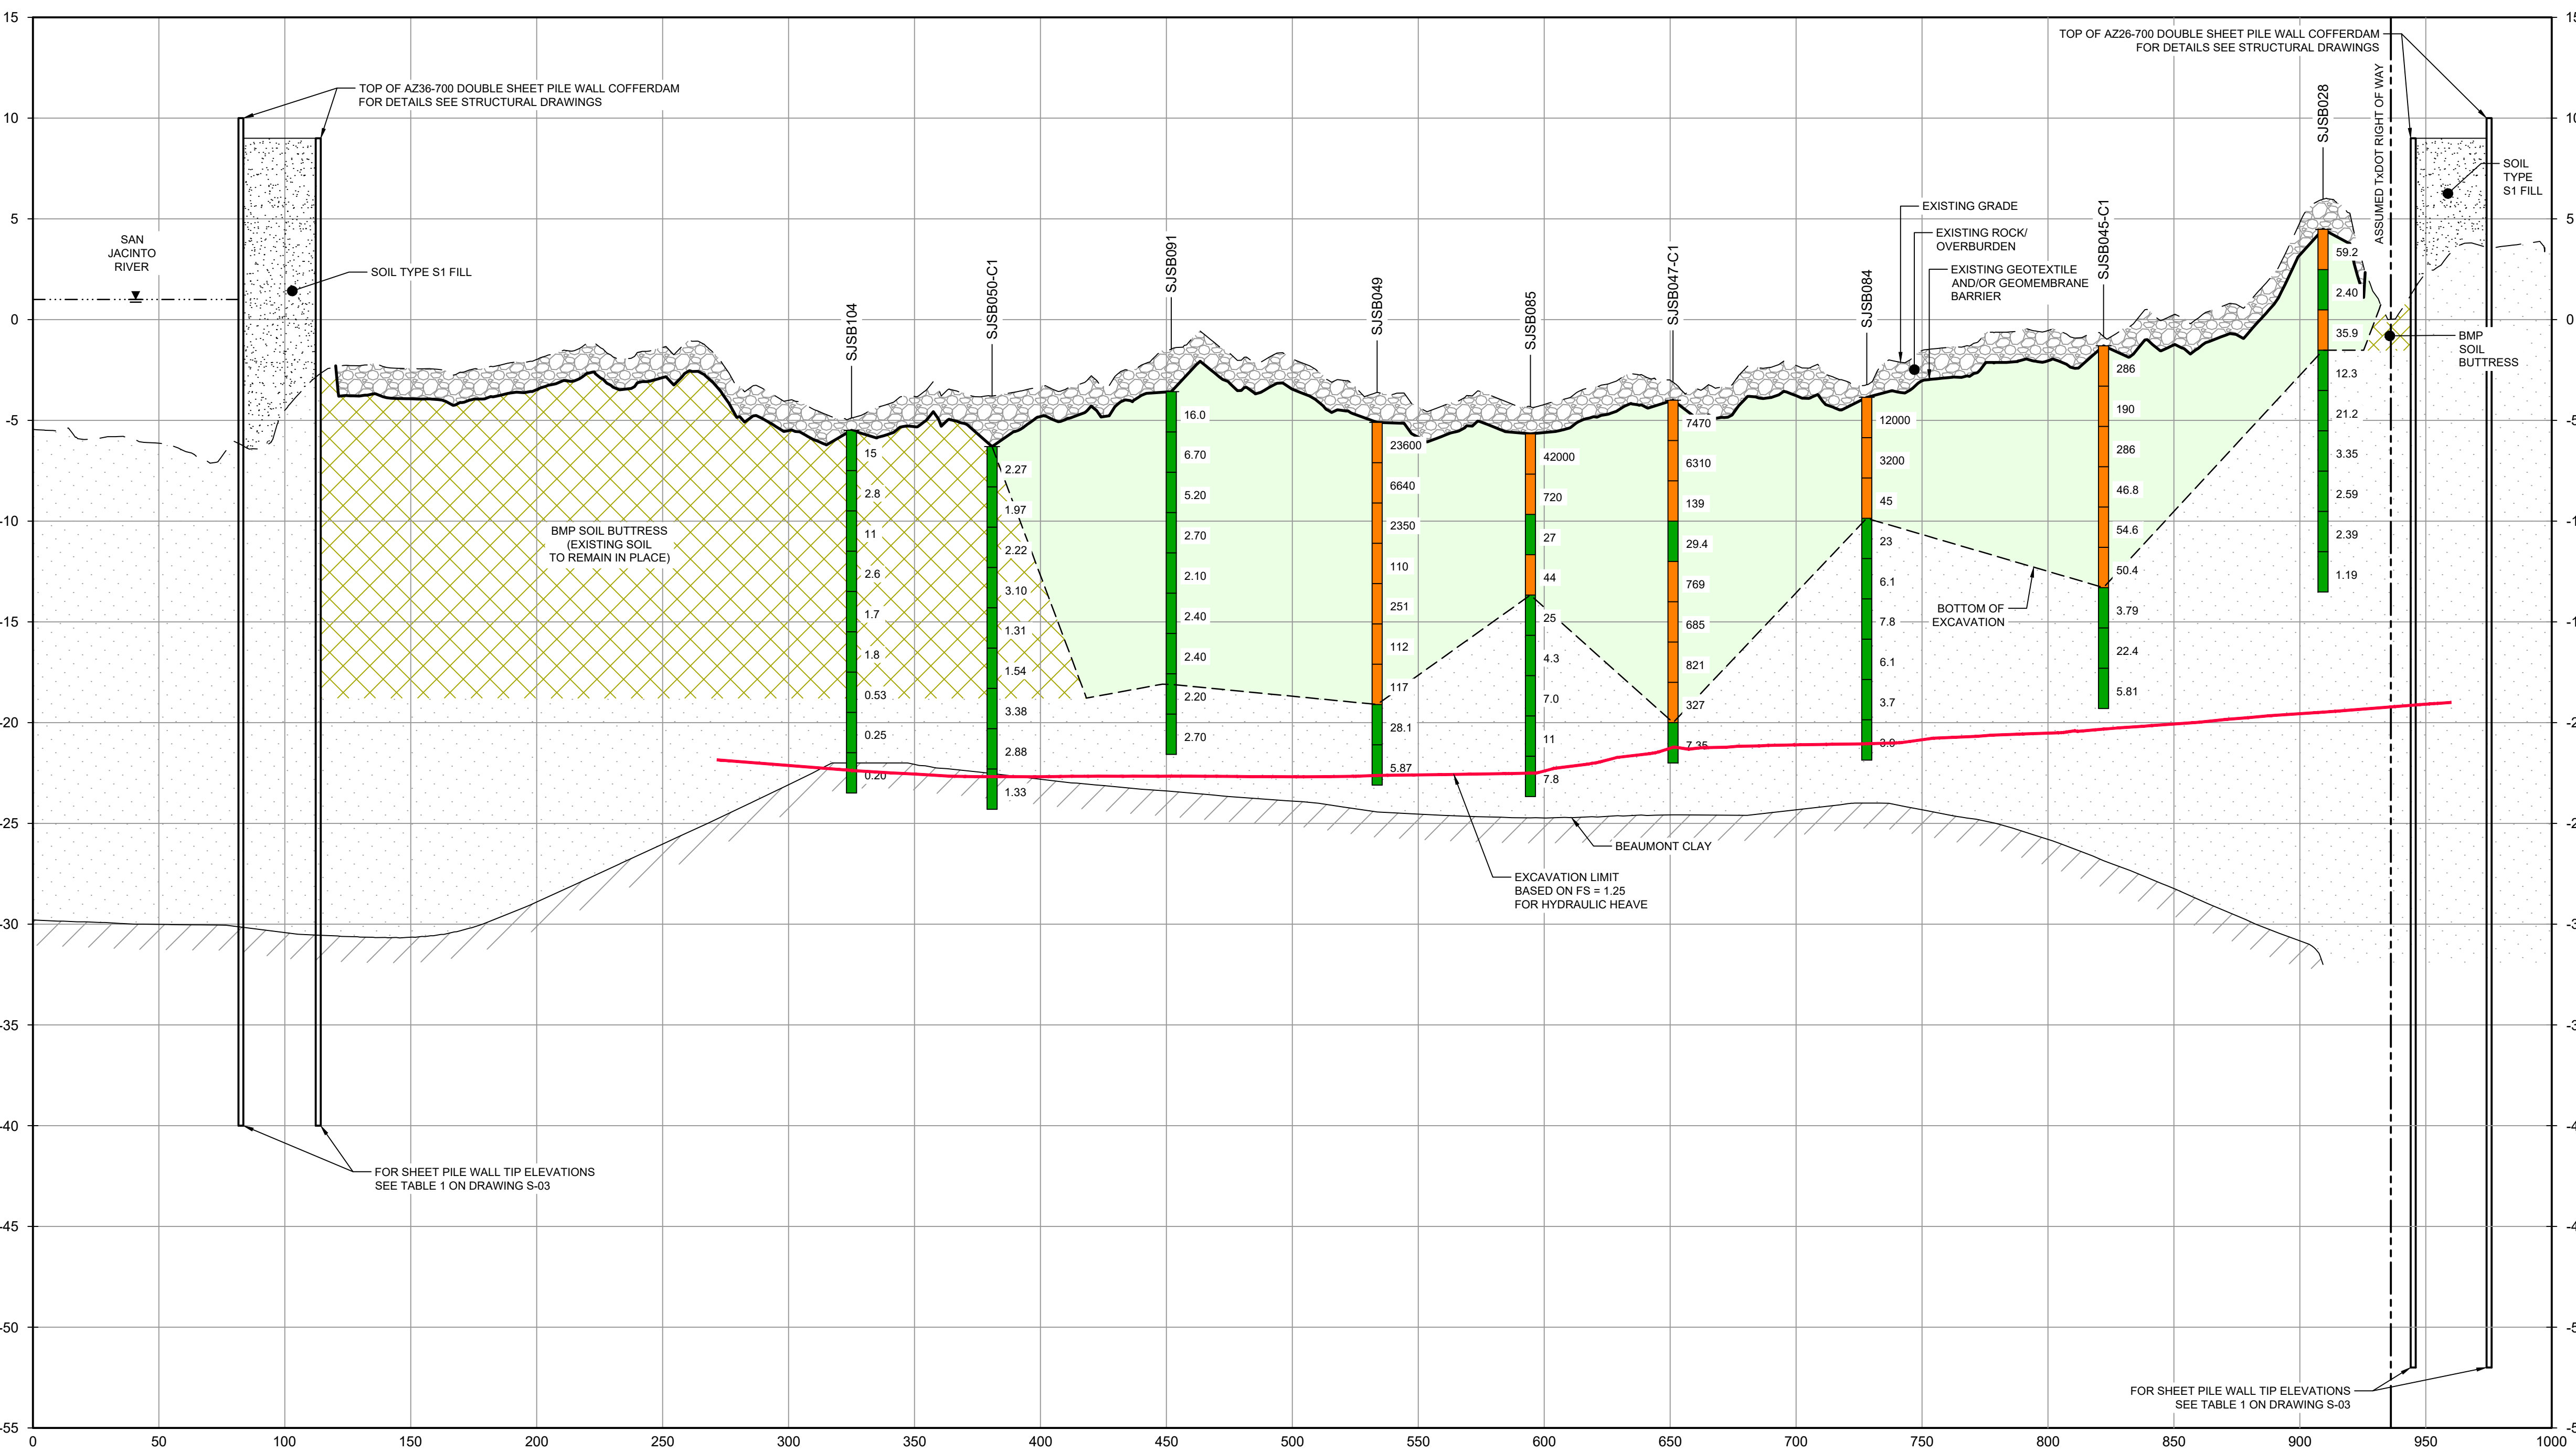 15
10
5
0
-5
-10
-15
-20
-25
-30
-35
-40
-45
-50
-55
0
50
100
150
200
250
300
350
400
450
500
550
600
650
700
750
800
850
900
950
1000
15
10
5
0
TOP OF AZ36-700 DOUBLE SHEET PILE WALL COFFERDAM
FOR DETAILS SEE STRUCTURAL DRAWINGS
TOP OF AZ26-700 DOUBLE SHEET PILE WALL COFFERDAM
FOR DETAILS SEE STRUCTURAL DRAWINGS
ASSUMED TxDOT RIGHT OF WAY
SAN
JACINTO
RIVER
SOIL TYPE S1 FILL
SOIL
TYPE
S1 FILL
BMP
SOIL
BUTTRESS
EXISTING GRADE
EXISTING ROCK/
OVERBURDEN
EXISTING GEOTEXTILE
AND/OR GEOMEMBRANE
BARRIER
BMP SOIL BUTTRESS
(EXISTING SOIL
TO REMAIN IN PLACE)
SJSB104
15
2.8
11
2.6
1.7
1.8
0.53
0.25
0.20
SJSB050-C1
2.27
1.97
2.22
3.10
1.31
1.54
3.38
2.88
1.33
SJSB091
16.0
6.70
5.20
2.70
2.10
2.40
2.40
2.20
2.70
SJSB049
23600
6640
2350
110
251
112
117
28.1
5.87
SJSB085
42000
720
27
44
25
4.3
7.0
11
7.8
SJSB047-C1
7470
6310
139
29.4
769
685
821
327
7.35
SJSB084
12000
3200
45
23
6.1
7.8
6.1
3.7
3.9
SJSB045-C1
286
190
286
46.8
54.6
50.4
3.79
22.4
5.81
SJSB028
59.2
2.40
35.9
12.3
21.2
3.35
2.59
2.39
1.19
BOTTOM OF
EXCAVATION
BEAUMONT CLAY
EXCAVATION LIMIT
BASED ON FS = 1.25
FOR HYDRAULIC HEAVE
FOR SHEET PILE WALL TIP ELEVATIONS
SEE TABLE 1 ON DRAWING S-03
FOR SHEET PILE WALL TIP ELEVATIONS
SEE TABLE 1 ON DRAWING S-03